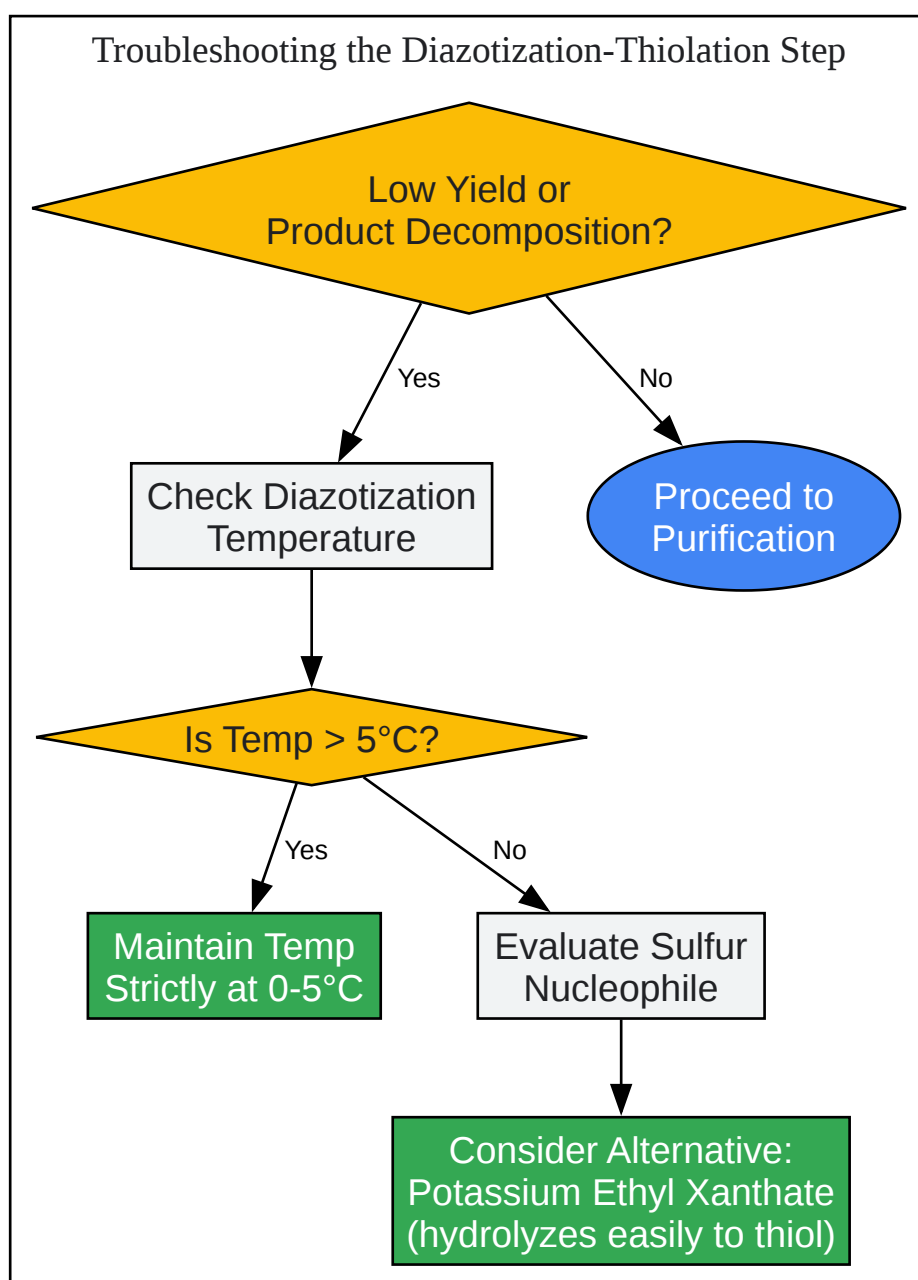 Troubleshooting the Diazotization-Thiolation Step
Low Yield or
Product Decomposition?
Yes
No
Check Diazotization
Temperature
Proceed to
Purification
Is Temp > 5°C?
Yes
No
Maintain Temp
Strictly at 0-5°C
Evaluate Sulfur
Nucleophile
Consider Alternative:
Potassium Ethyl Xanthate
(hydrolyzes easily to thiol)